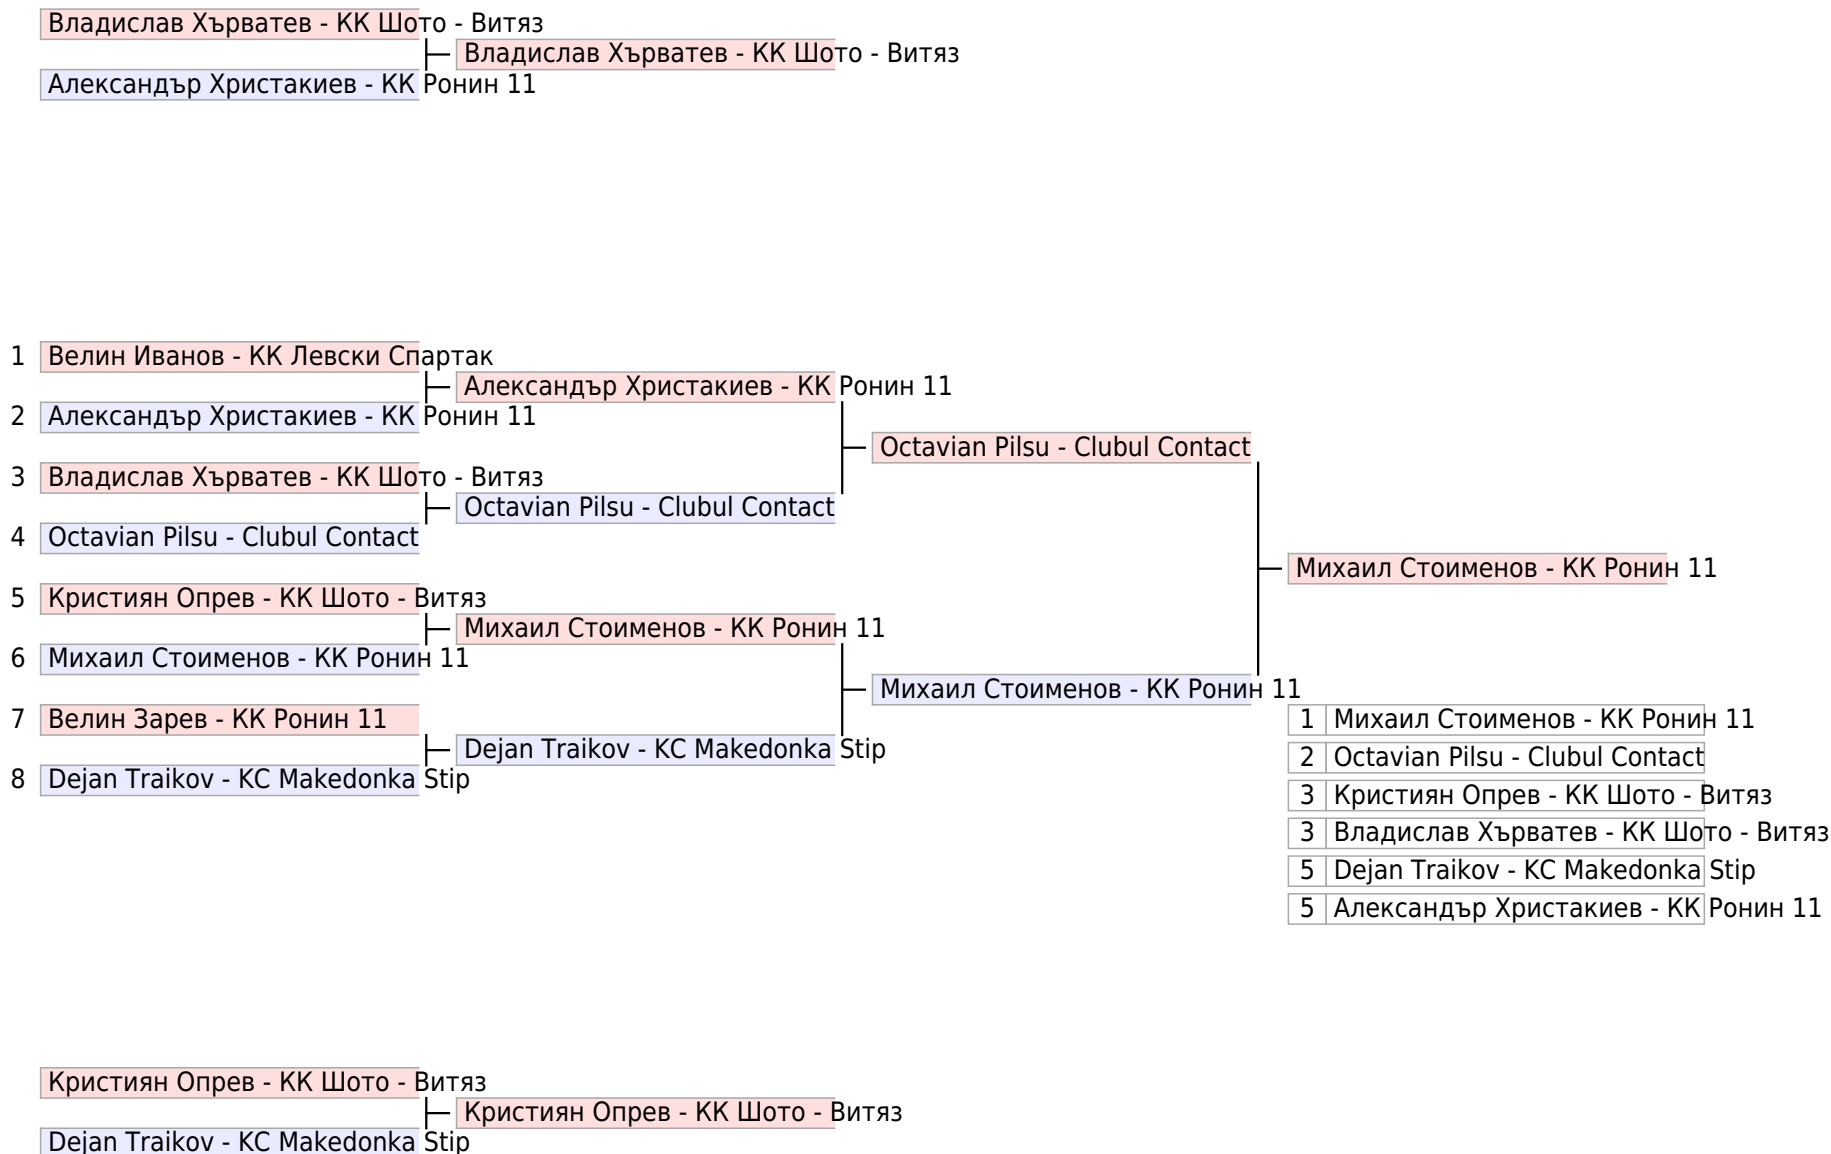 Владислав Хърватев - КК Шото - Витяз
Владислав Хърватев - КК Шото - Витяз
Александър Христакиев - КК Ронин 11
1 Велин Иванов - КК Левски Спартак
Александър Христакиев - КК Ронин 11
2 Александър Христакиев - КК Ронин 11
Octavian Pilsu - Clubul Contact
3 Владислав Хърватев - КК Шото - Витяз
Octavian Pilsu - Clubul Contact
4 Octavian Pilsu - Clubul Contact
Михаил Стоименов - КК Ронин 11
5 Кристиян Опрев - КК Шото - Витяз
Михаил Стоименов - КК Ронин 11
6 Михаил Стоименов - КК Ронин 11
Михаил Стоименов - КК Ронин 11
7 Велин Зарев - КК Ронин 11
Dejan Traikov - KC Makedonka Stip
8 Dejan Traikov - KC Makedonka Stip
1 Михаил Стоименов - КК Ронин 11
2 Octavian Pilsu - Clubul Contact
3 Кристиян Опрев - КК Шото - Витяз
3 Владислав Хърватев - КК Шото - Витяз
5 Dejan Traikov - KC Makedonka Stip
5 Александър Христакиев - КК Ронин 11
Кристиян Опрев - КК Шото - Витяз
Кристиян Опрев - КК Шото - Витяз
Dejan Traikov - KC Makedonka Stip